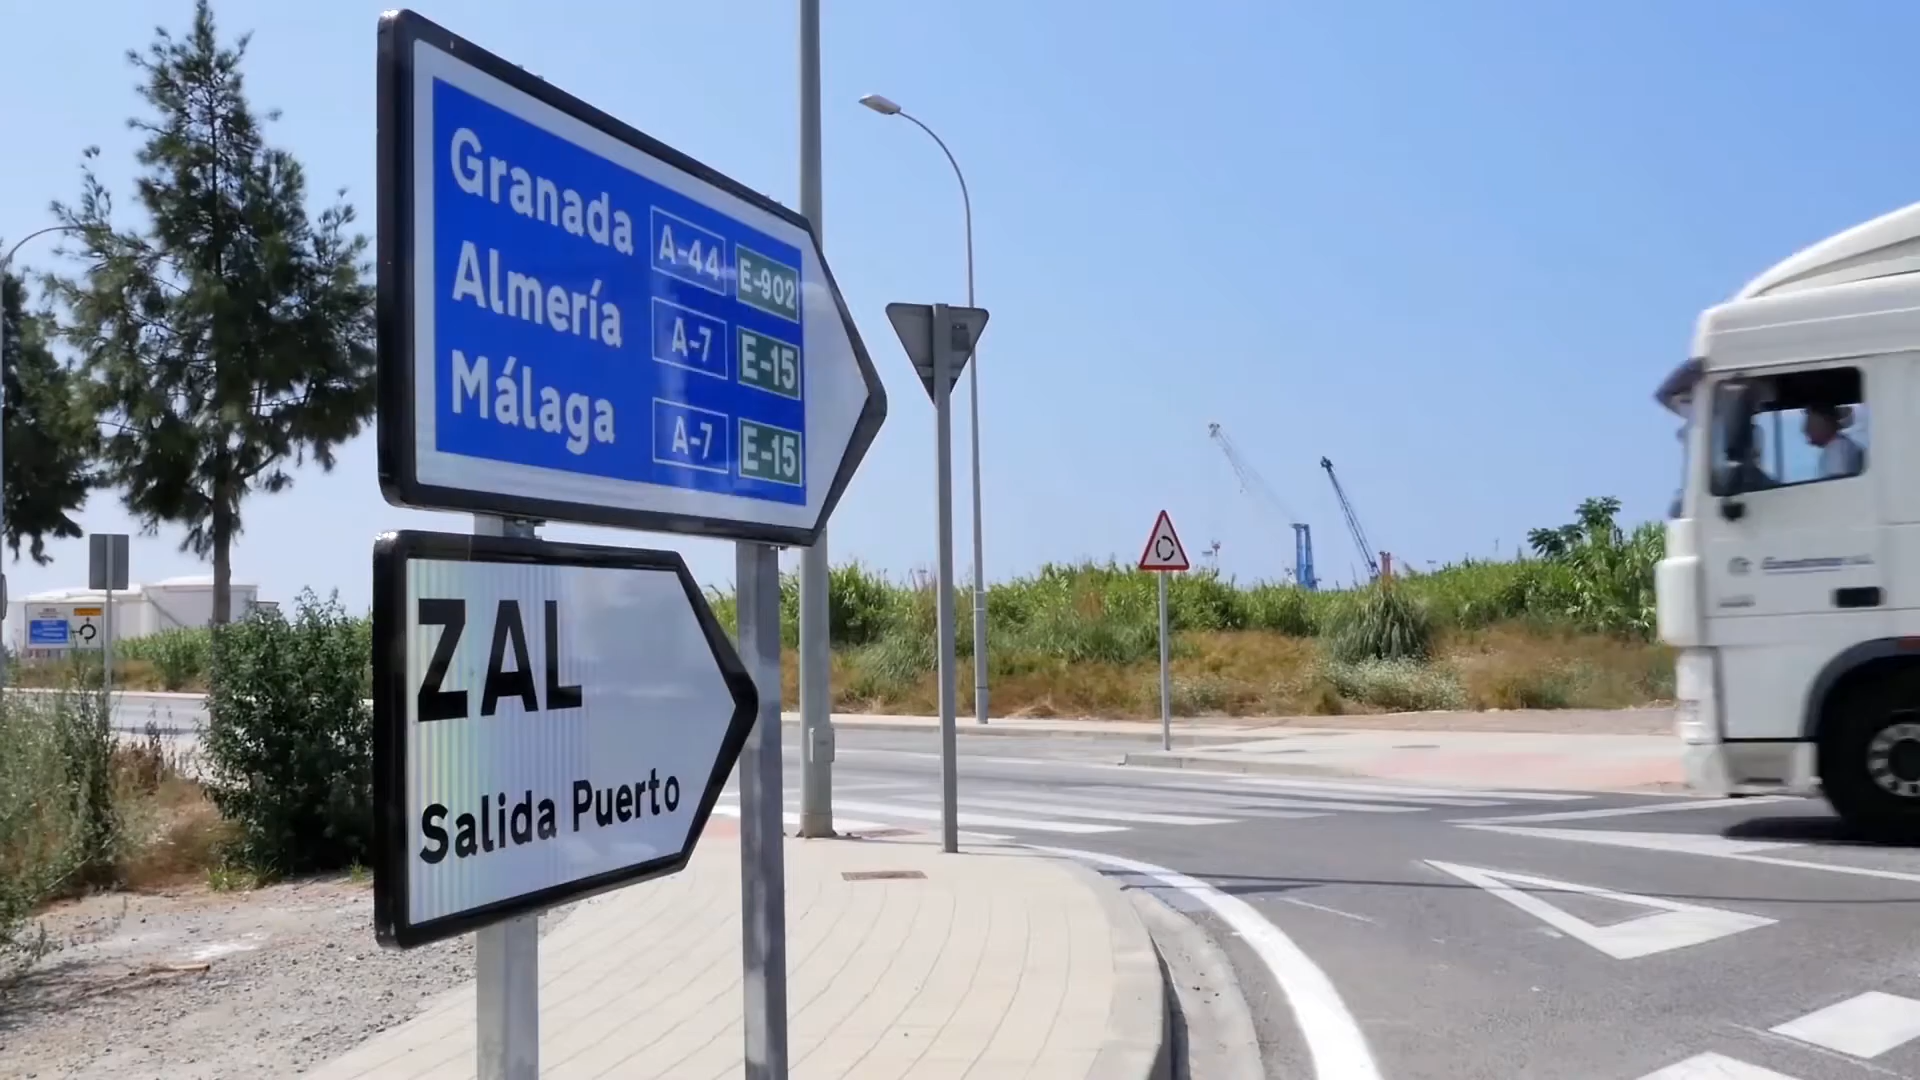 Granada A-44 E-902
Almería A-7 E-15
Málaga A-7 E-15
ZAL
Salida Puerto